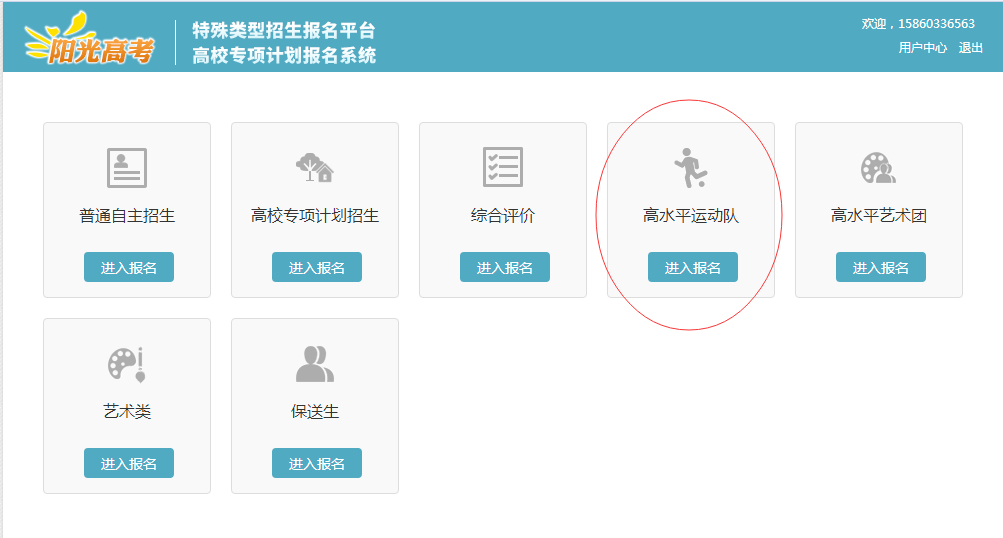 阳光高考
特殊类型招生报名平台
高校专项计划报名系统
欢迎，15860336563
用户中心 退出
普通自主招生
进入报名
高校专项计划招生
进入报名
综合评价
进入报名
高水平运动队
进入报名
高水平艺术团
进入报名
艺术类
进入报名
保送生
进入报名